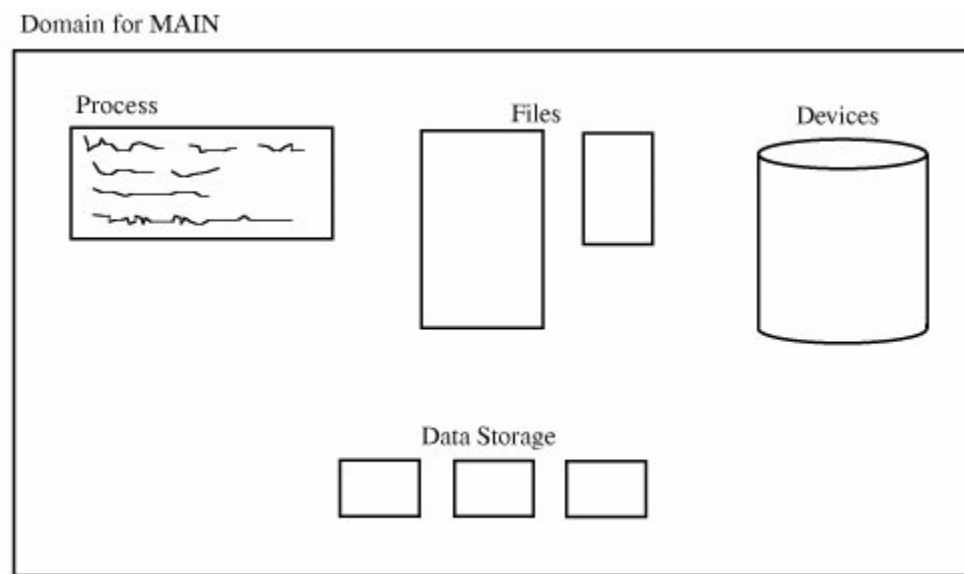 Domain for MAIN
Process
Files
Devices
Data Storage